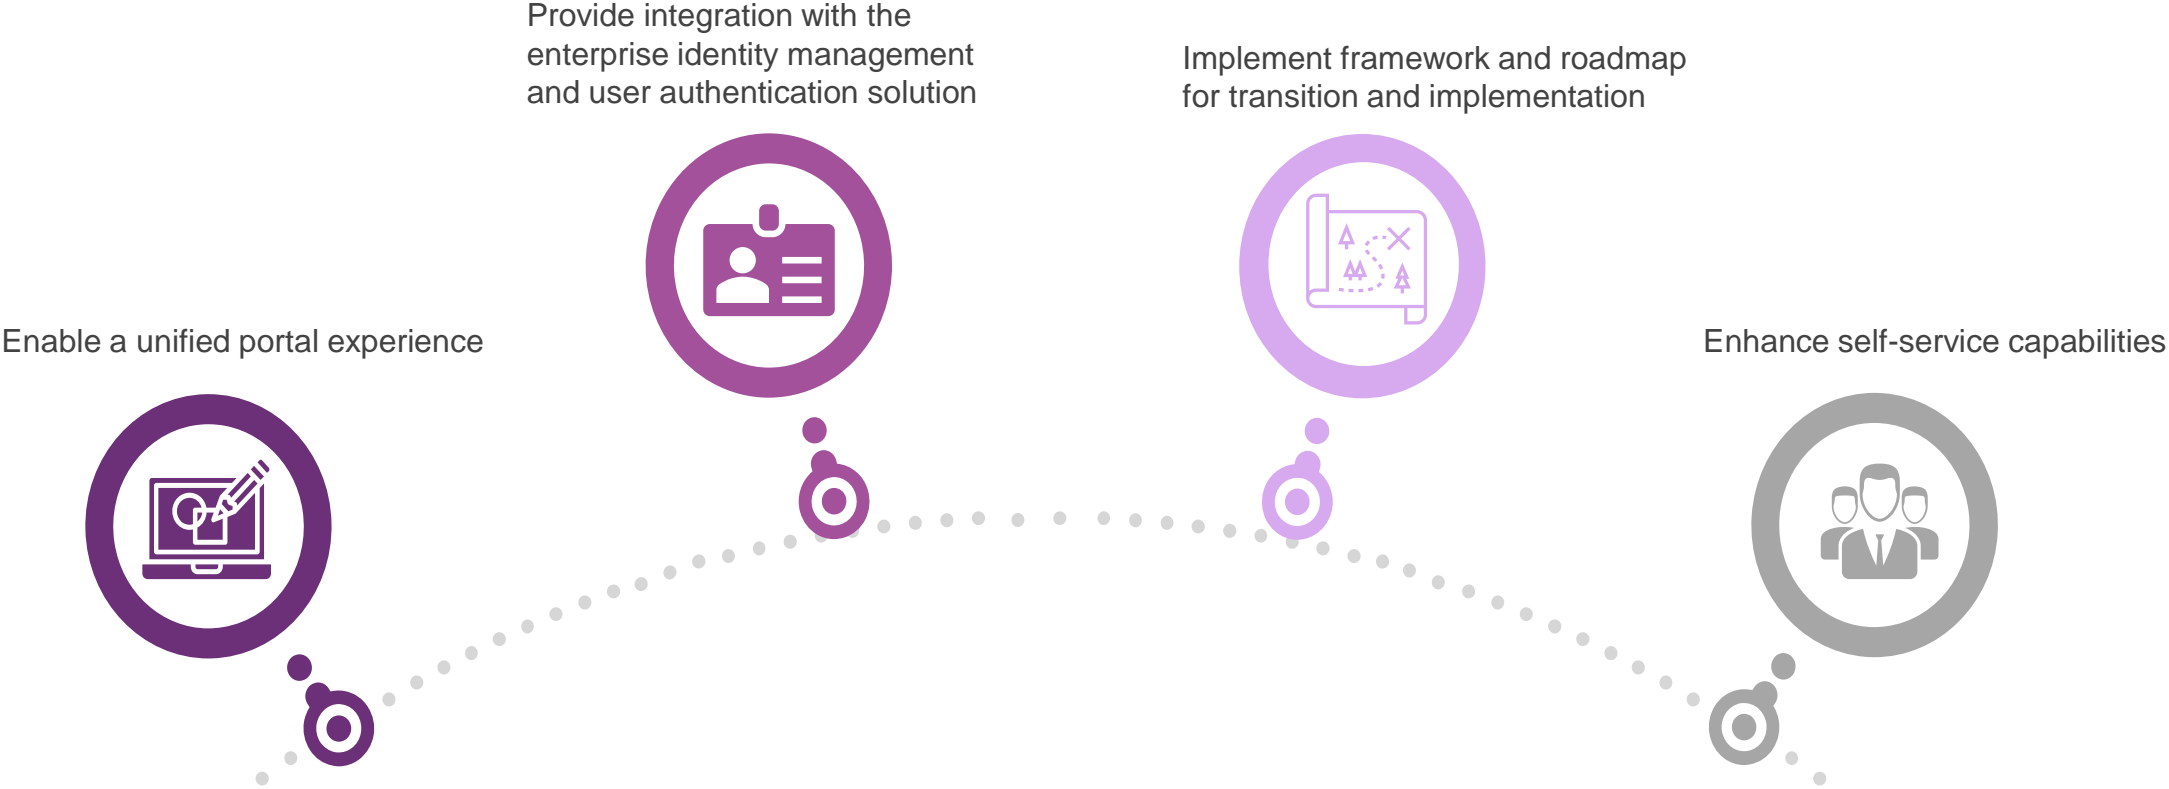 Enable a unified portal experience
Provide integration with the
enterprise identity management
and user authentication solution
Implement framework and roadmap
for transition and implementation
Enhance self-service capabilities